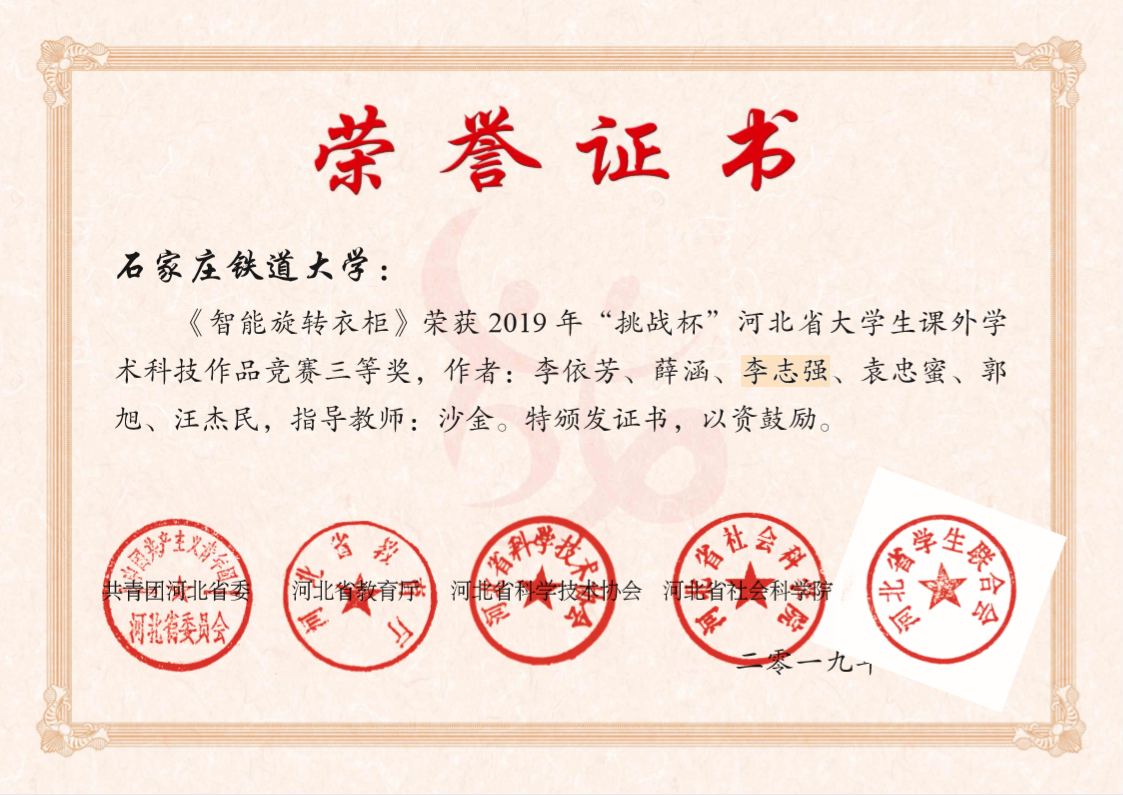 荣誉证书
石家庄铁道大学：
《智能旋转衣柜》荣获 2019 年“挑战杯”河北省大学生课外学
术科技作品竞赛三等奖，作者：李依芳、薛涵、李志强、袁忠蜜、郭
旭、汪杰民，指导教师：沙金。特颁发证书，以资鼓励。
中国共产主义青年团
河北省委员会
河北省教育厅
河北省科学技术协会
河北省社会科学院
河北省学生联合会
共青团河北省委 河北省教育厅 河北省科学技术协会 河北省社会科学院
二零一九